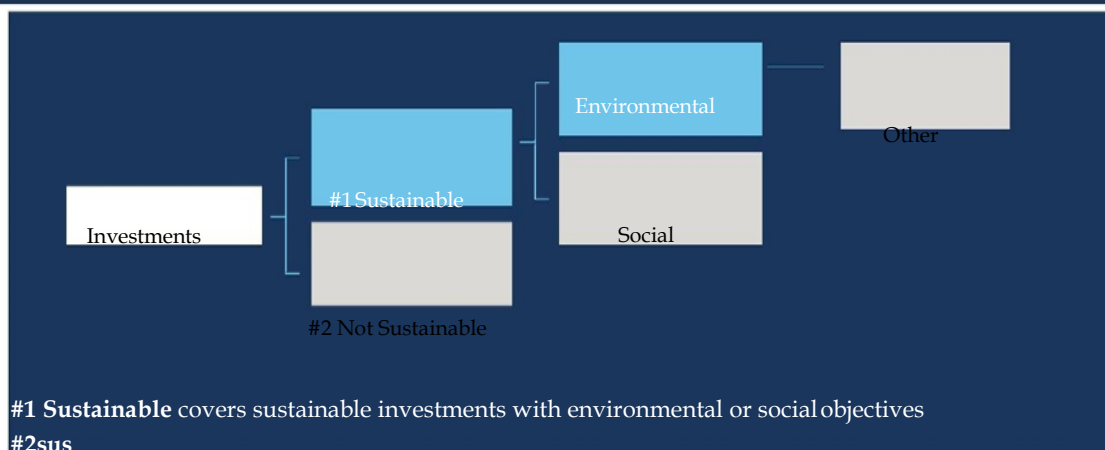 Environmental
Other
#1 Sustainable
Social
Investments
#2 Not Sustainable
#1 Sustainable covers sustainable investments with environmental or social objectives
#2sus